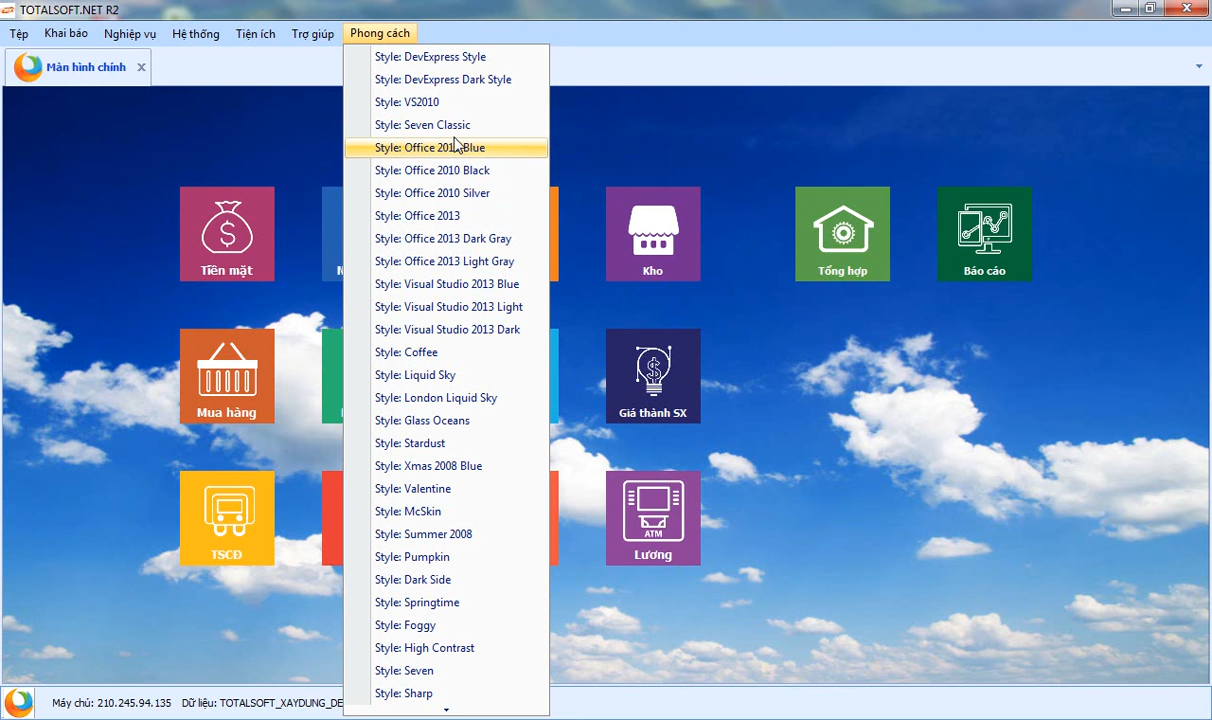 TOTALSOFT.NET R2
Tệp Khai báo Nghiệp vụ Hệ thống Tiện ích Trợ giúp Phong cách
Màn hình chính
Style: DevExpress Style
Style: DevExpress Dark Style
Style: VS2010
Style: Seven Classic
Style: Office 2010 Blue
Style: Office 2010 Black
Style: Office 2010 Silver
Style: Office 2013
Style: Office 2013 Dark Gray
Style: Office 2013 Light Gray
Style: Visual Studio 2013 Blue
Style: Visual Studio 2013 Light
Style: Visual Studio 2013 Dark
Style: Coffee
Style: Liquid Sky
Style: London Liquid Sky
Style: Glass Oceans
Style: Stardust
Style: Xmas 2008 Blue
Style: Valentine
Style: McSkin
Style: Summer 2008
Style: Pumpkin
Style: Dark Side
Style: Springtime
Style: Foggy
Style: High Contrast
Style: Seven
Style: Sharp
Tiền mặt
Kho
Tổng hợp
Báo cáo
Mua hàng
Giá thành SX
TSCĐ
ATM
Lương
Máy chủ: 210.245.94.135 Dữ liệu: TOTALSOFT_XAYDUNG_DE